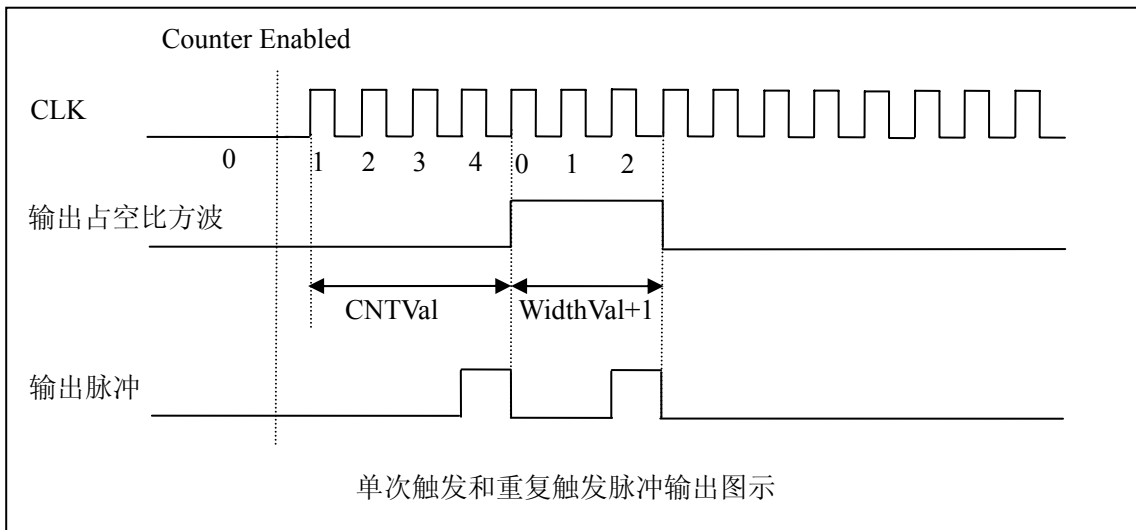 Counter Enabled
CLK
0 1 2 3 4 0 1 2
输出占空比方波
CNTVal WidthVal+1
输出脉冲
单次触发和重复触发脉冲输出图示